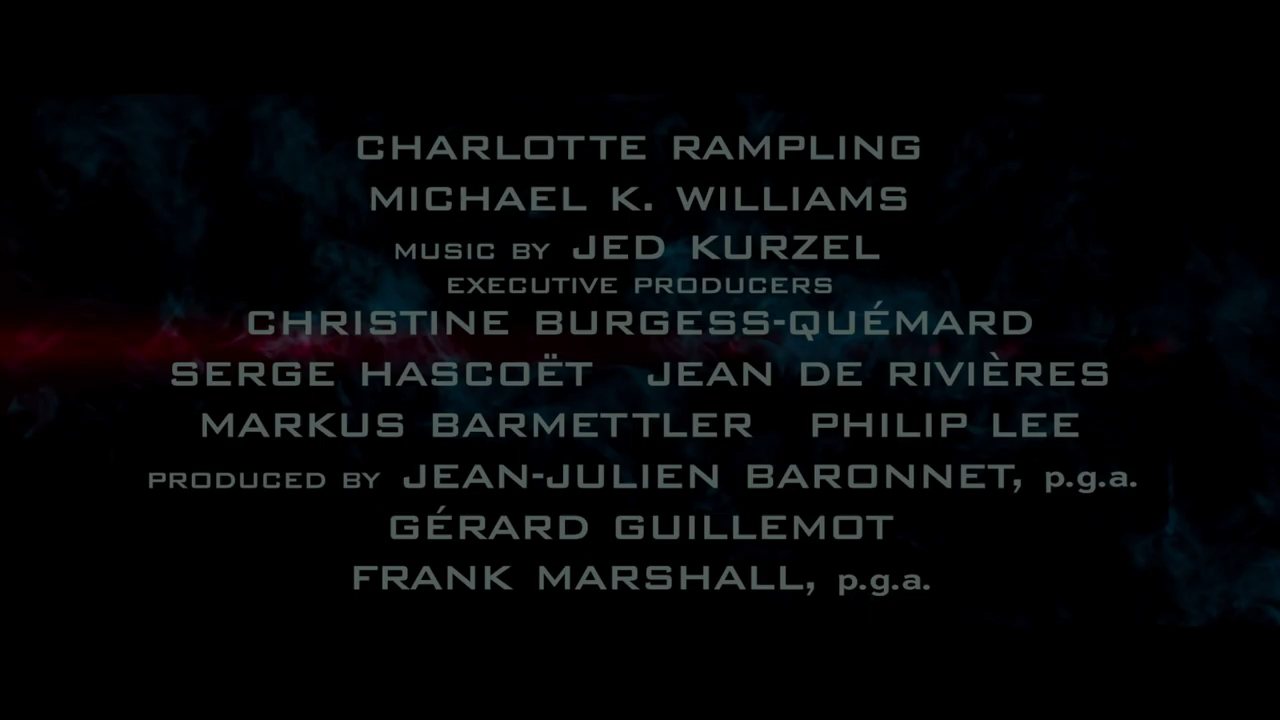 CHARLOTTE RAMPLING
MICHAEL K. WILLIAMS
MUSIC BY JED KURZEL
EXECUTIVE PRODUCERS
CHRISTINE BURGESS-QUÉMARD
SERGE HASCOËT JEAN DE RIVIÈRES
MARKUS BARMETTLER PHILIP LEE
PRODUCED BY JEAN-JULIEN BARONNET, p.g.a.
GÉRARD GUILLEMOT
FRANK MARSHALL, p.g.a.